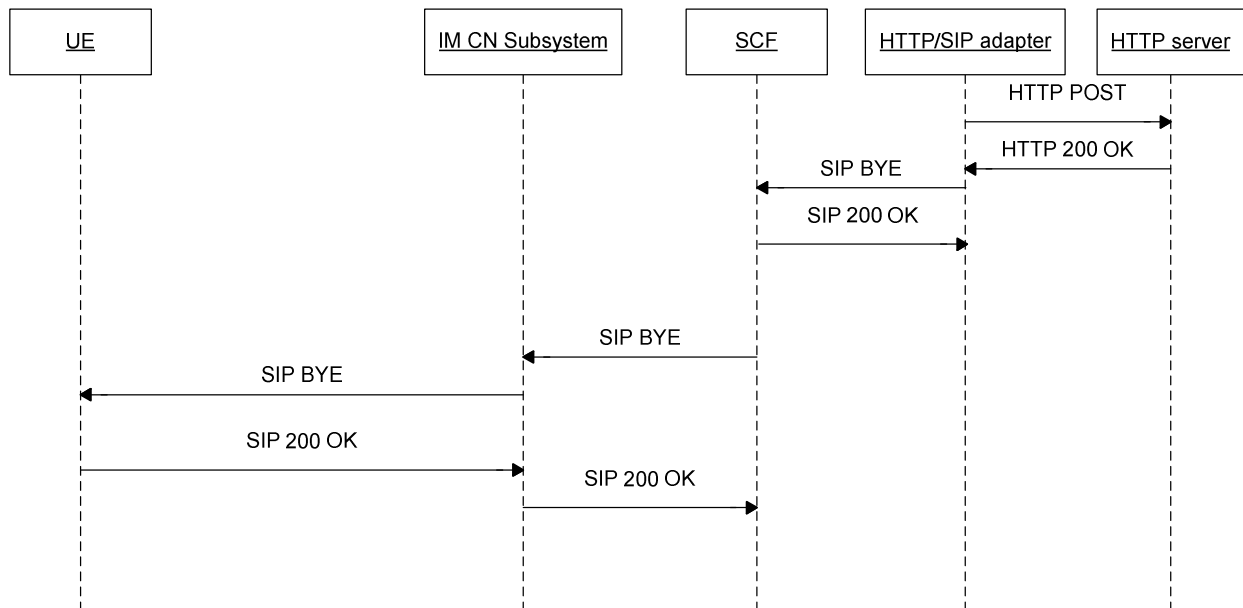 UE
IM CN Subsystem
SCF
HTTP/SIP adapter
HTTP server
HTTP POST
HTTP 200 OK
SIP BYE
SIP 200 OK
SIP BYE
SIP BYE
SIP 200 OK
SIP 200 OK